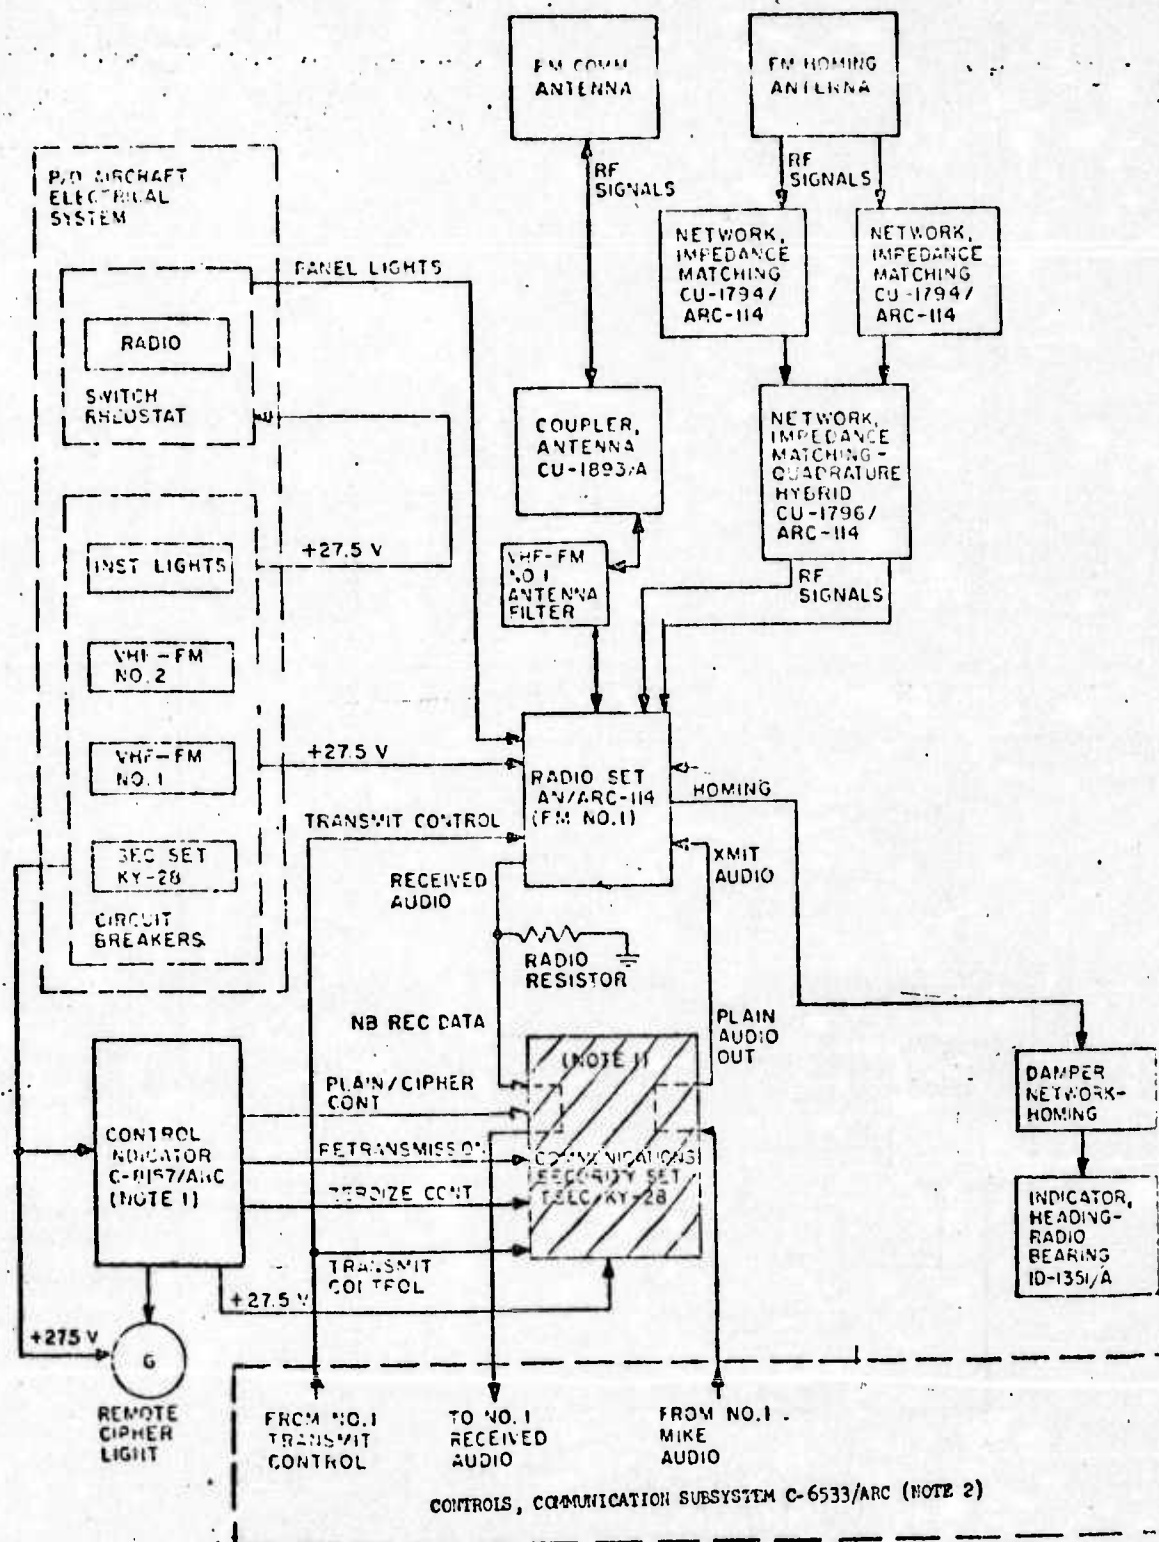 FM COMM
ANTENNA
FM HOMING
ANTENNA
P/O AIRCRAFT
ELECTRICAL
SYSTEM
RF
SIGNALS
RF
SIGNALS
NETWORK,
IMPEDANCE
MATCHING
CU-1794/
ARC-114
NETWORK,
IMPEDANCE
MATCHING
CU-1794/
ARC-114
PANEL LIGHTS
RADIO
SWITCH
RHEOSTAT
COUPLER,
ANTENNA
CU-1893/A
NETWORK,
IMPEDANCE
MATCHING-
QUADRATURE
HYBRID
CU-1796/
ARC-114
INST LIGHTS
+27.5 V
VHF-FM
NO.1
ANTENNA
FILTER
RF
SIGNALS
VHF-FM
NO.2
VHF-FM
NO.1
+27.5 V
RADIO SET
AN/ARC-114
(FM NO.1)
HOMING
TRANSMIT CONTROL
SEC SET
KY-28
CIRCUIT
BREAKERS
RECEIVED
AUDIO
XMIT
AUDIO
RADIO
RESISTOR
NB REC DATA
PLAIN
AUDIO
OUT
(NOTE 1)
PLAIN/CIPHER
CONT
DAMPER
NETWORK-
HOMING
CONTROL
INDICATOR
C-8157/ARC
(NOTE 1)
RETRANSMISSION
COMMUNICATIONS
SECURITY SET
TSEC/KY-28
ZEROIZE CONT
INDICATOR,
HEADING-
RADIO
BEARING
ID-1351/A
TRANSMIT
CONTROL
+27.5 V
+27.5 V
G
REMOTE
CIPHER
LIGHT
FROM NO.1
TRANSMIT
CONTROL
TO NO.1
RECEIVED
AUDIO
FROM NO.1
MIKE
AUDIO
CONTROLS, COMMUNICATION SUBSYSTEM C-6533/ARC (NOTE 2)